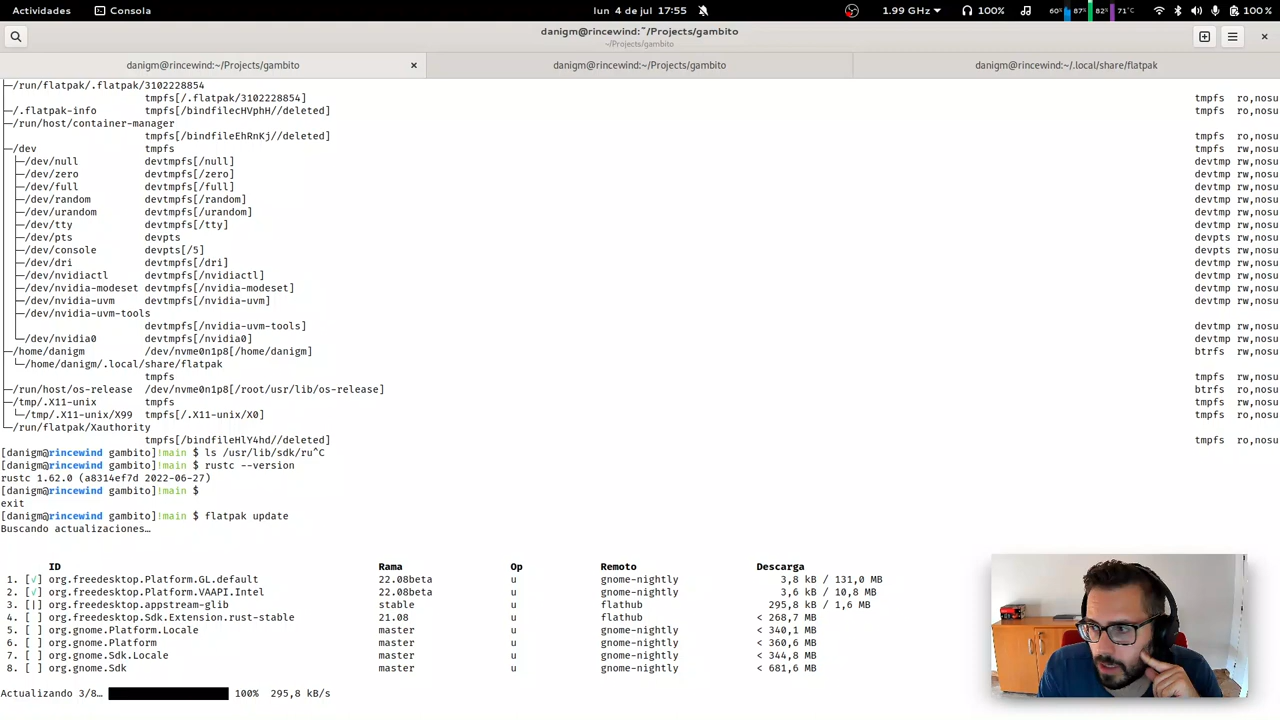 Actividades Consola lun 4 de jul 17:55 1.99 GHz 100% 60% 87% 82% 71°C 100 %
danigm@rincewind:~/Projects/gambito
~/Projects/gambito
danigm@rincewind:~/Projects/gambito danigm@rincewind:~/Projects/gambito danigm@rincewind:~/.local/share/flatpak
├─/run/flatpak/.flatpak/3102228854
tmpfs[/.flatpak/3102228854] tmpfs ro,nosu
├─/.flatpak-info tmpfs[/bindfilecHVphH//deleted] tmpfs ro,nosu
├─/run/host/container-manager
tmpfs[/bindfileEhRnKj//deleted] tmpfs ro,nosu
├─/dev tmpfs tmpfs rw,nosu
│ ├─/dev/null devtmpfs[/null] devtmp rw,nosu
│ ├─/dev/zero devtmpfs[/zero] devtmp rw,nosu
│ ├─/dev/full devtmpfs[/full] devtmp rw,nosu
│ ├─/dev/random devtmpfs[/random] devtmp rw,nosu
│ ├─/dev/urandom devtmpfs[/urandom] devtmp rw,nosu
│ ├─/dev/tty devtmpfs[/tty] devtmp rw,nosu
│ ├─/dev/pts devpts devpts rw,nosu
│ ├─/dev/console devpts[/5] devpts rw,nosu
│ ├─/dev/dri devtmpfs[/dri] devtmp rw,nosu
│ ├─/dev/nvidiactl devtmpfs[/nvidiactl] devtmp rw,nosu
│ ├─/dev/nvidia-modeset devtmpfs[/nvidia-modeset] devtmp rw,nosu
│ ├─/dev/nvidia-uvm devtmpfs[/nvidia-uvm] devtmp rw,nosu
│ ├─/dev/nvidia-uvm-tools
│ │ devtmpfs[/nvidia-uvm-tools] devtmp rw,nosu
│ └─/dev/nvidia0 devtmpfs[/nvidia0] devtmp rw,nosu
├─/home/danigm /dev/nvme0n1p8[/home/danigm] btrfs rw,nosu
│ └─/home/danigm/.local/share/flatpak
│ tmpfs tmpfs rw,nosu
├─/run/host/os-release /dev/nvme0n1p8[/root/usr/lib/os-release] btrfs ro,nosu
├─/tmp/.X11-unix tmpfs tmpfs rw,nosu
│ └─/tmp/.X11-unix/X99 tmpfs[/.X11-unix/X0] tmpfs ro,nosu
└─/run/flatpak/Xauthority
tmpfs[/bindfileHlY4hd//deleted] tmpfs ro,nosu
[danigm@rincewind gambito]!main $ ls /usr/lib/sdk/ru^C
[danigm@rincewind gambito]!main $ rustc --version
rustc 1.62.0 (a8314ef7d 2022-06-27)
[danigm@rincewind gambito]!main $
exit
[danigm@rincewind gambito]!main $ flatpak update
Buscando actualizaciones…
ID Rama Op Remoto Descarga
1. [✓] org.freedesktop.Platform.GL.default 22.08beta u gnome-nightly 3,8 kB / 131,0 MB
2. [✓] org.freedesktop.Platform.VAAPI.Intel 22.08beta u gnome-nightly 3,6 kB / 10,8 MB
3. [|] org.freedesktop.appstream-glib stable u flathub 295,8 kB / 1,6 MB
4. [ ] org.freedesktop.Sdk.Extension.rust-stable 21.08 u flathub < 268,7 MB
5. [ ] org.gnome.Platform.Locale master u gnome-nightly < 340,1 MB
6. [ ] org.gnome.Platform master u gnome-nightly < 360,6 MB
7. [ ] org.gnome.Sdk.Locale master u gnome-nightly < 344,8 MB
8. [ ] org.gnome.Sdk master u gnome-nightly < 681,6 MB
Actualizando 3/8… 100% 295,8 kB/s